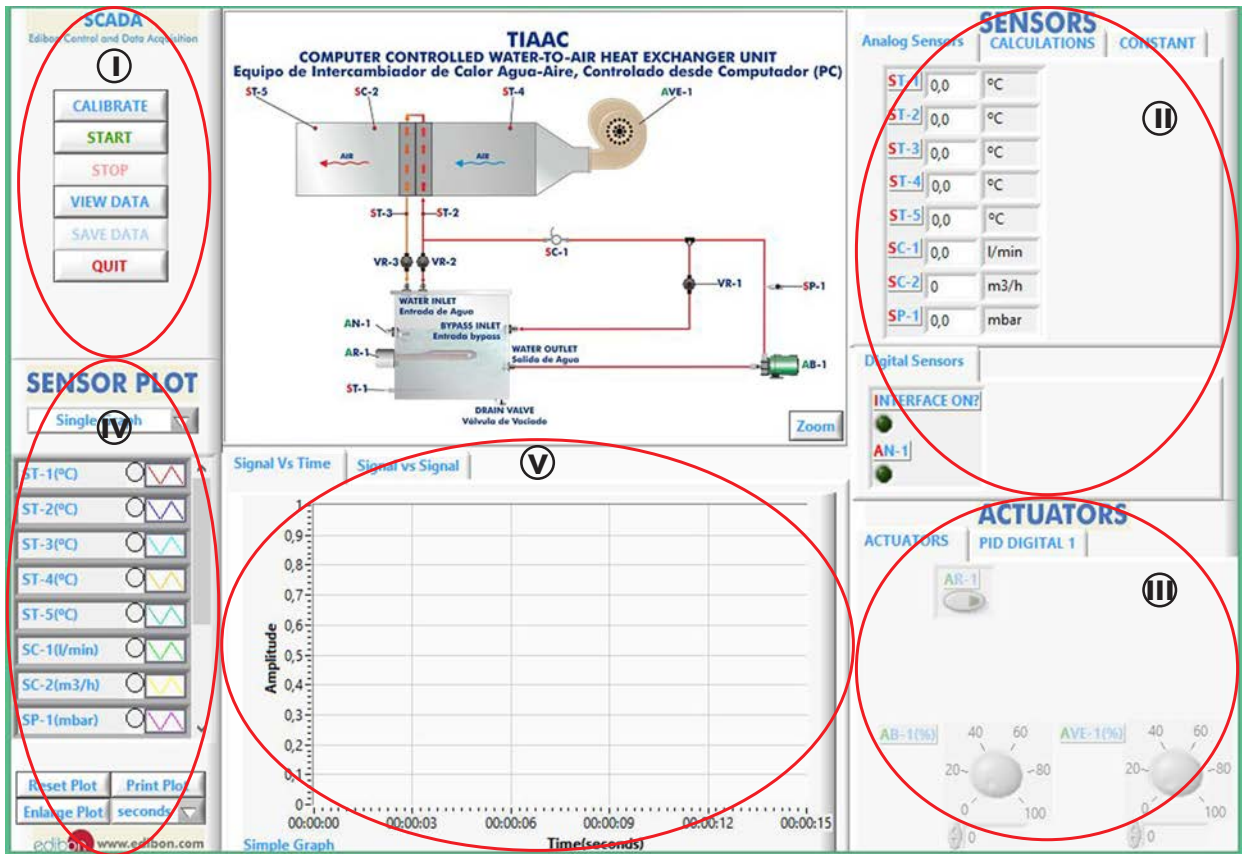 SCADA
Edibon Control and Data Acquisition
I
CALIBRATE
START
STOP
VIEW DATA
SAVE DATA
QUIT
TIAAC
COMPUTER CONTROLLED WATER-TO-AIR HEAT EXCHANGER UNIT
Equipo de Intercambiador de Calor Agua-Aire, Controlado desde Computador (PC)
ST-5 SC-2 ST-4 AVE-1
AIR AIR
ST-3 ST-2
SC-1
VR-3 VR-2
VR-1 SP-1
WATER INLET
Entrada de Agua
AN-1
BYPASS INLET
Entrada bypass
AR-1
WATER OUTLET
Salida de Agua
AB-1
ST-1
DRAIN VALVE
Válvula de Vaciado
Zoom
SENSORS
Analog Sensors CALCULATIONS CONSTANT
II
ST-1 0,0 ºC
ST-2 0,0 ºC
ST-3 0,0 ºC
ST-4 0,0 ºC
ST-5 0,0 ºC
SC-1 0,0 l/min
SC-2 0 m3/h
SP-1 0,0 mbar
Digital Sensors
INTERFACE ON?
AN-1
SENSOR PLOT
Single graph
IV
ST-1(ºC)
ST-2(ºC)
ST-3(ºC)
ST-4(ºC)
ST-5(ºC)
SC-1(l/min)
SC-2(m3/h)
SP-1(mbar)
Reset Plot Print Plot
Enlarge Plot seconds
edibon www.edibon.com
Signal Vs Time Signal vs Signal
V
1
0,9
0,8
0,7
0,6
0,5
0,4
0,3
0,2
0,1
0
Amplitude
00:00:00 00:00:03 00:00:06 00:00:09 00:00:12 00:00:15
Time(seconds)
Simple Graph
ACTUATORS
ACTUATORS PID DIGITAL 1
III
AR-1
AB-1(%)
0 20 40 60 80 100
0
AVE-1(%)
0 20 40 60 80 100
0